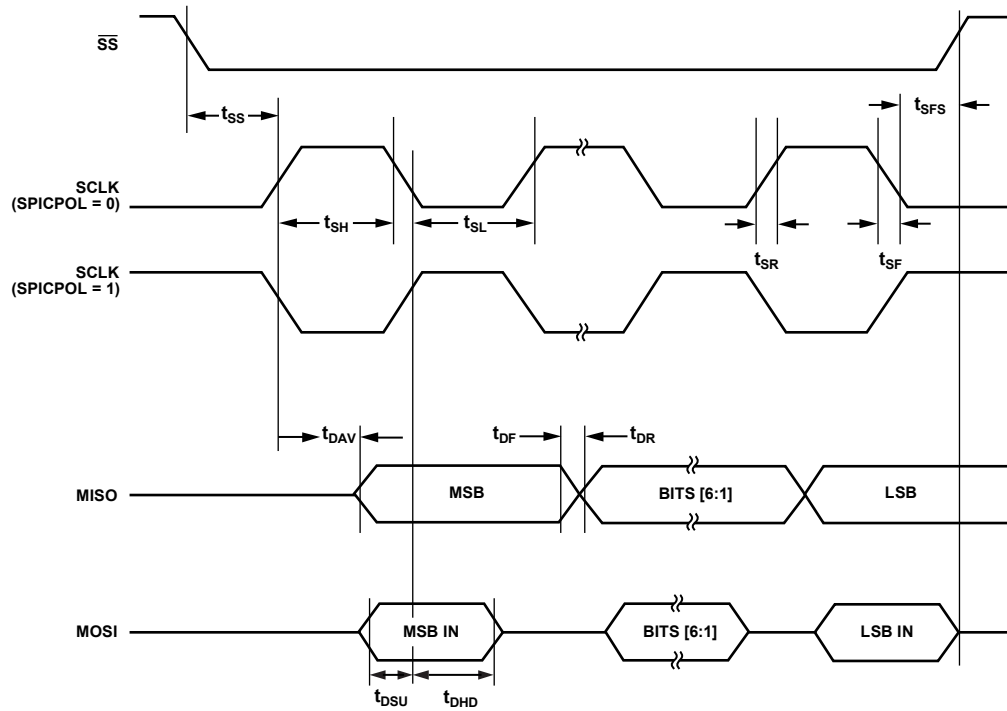 SS
tSS
tSFS
SCLK
(SPICPOL = 0)
tSH
tSL
tSR
tSF
SCLK
(SPICPOL = 1)
tDAV
tDF
tDR
MISO
MSB
BITS [6:1]
LSB
MOSI
MSB IN
BITS [6:1]
LSB IN
tDSU
tDHD